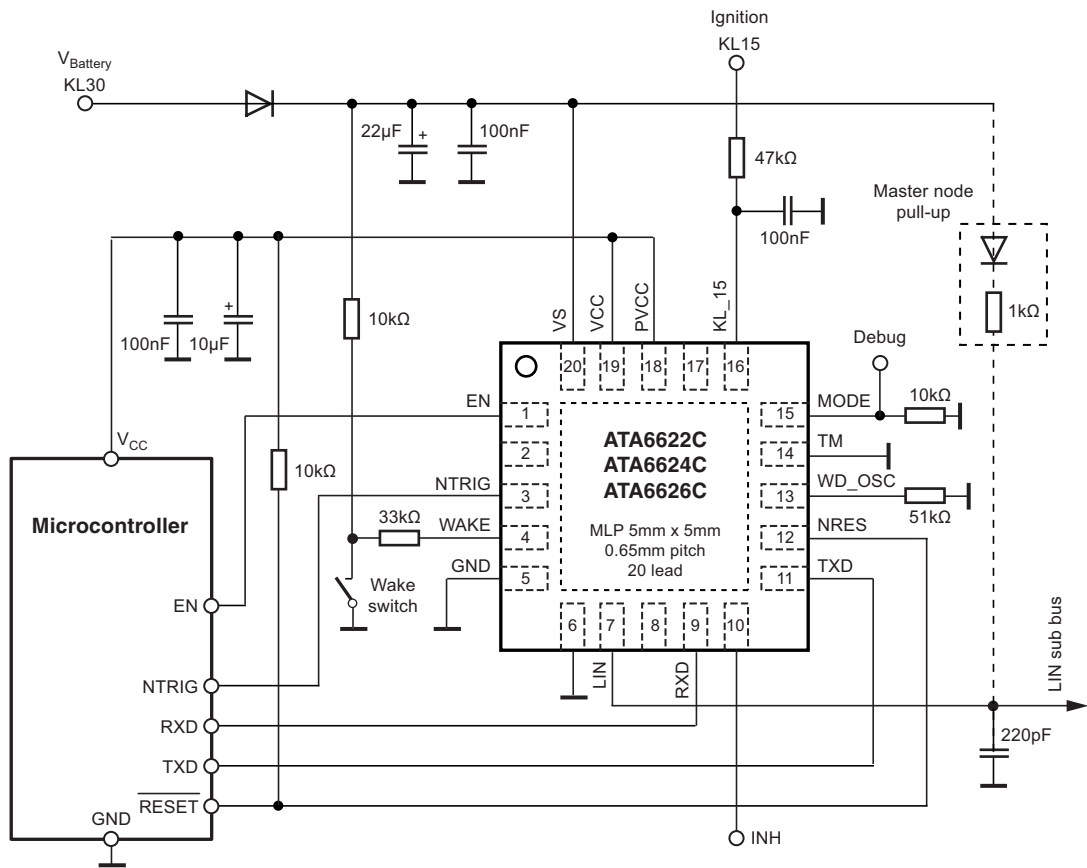 Ignition
KL15
V_Battery
KL30
22µF
+
100nF
47kΩ
100nF
Master node
pull-up
1kΩ
100nF
+
10µF
10kΩ
VS
VCC
PVCC
KL_15
Debug
20
19
18
17
16
EN
1
2
NTRIG
3
33kΩ
WAKE
4
GND
5
ATA6622C
ATA6624C
ATA6626C
MLP 5mm x 5mm
0.65mm pitch
20 lead
15
MODE
10kΩ
14
TM
13
WD_OSC
51kΩ
12
NRES
11
TXD
6
7
8
9
10
LIN
RXD
VCC
10kΩ
Microcontroller
Wake
switch
EN
NTRIG
RXD
TXD
RESET
GND
LIN sub bus
220pF
INH